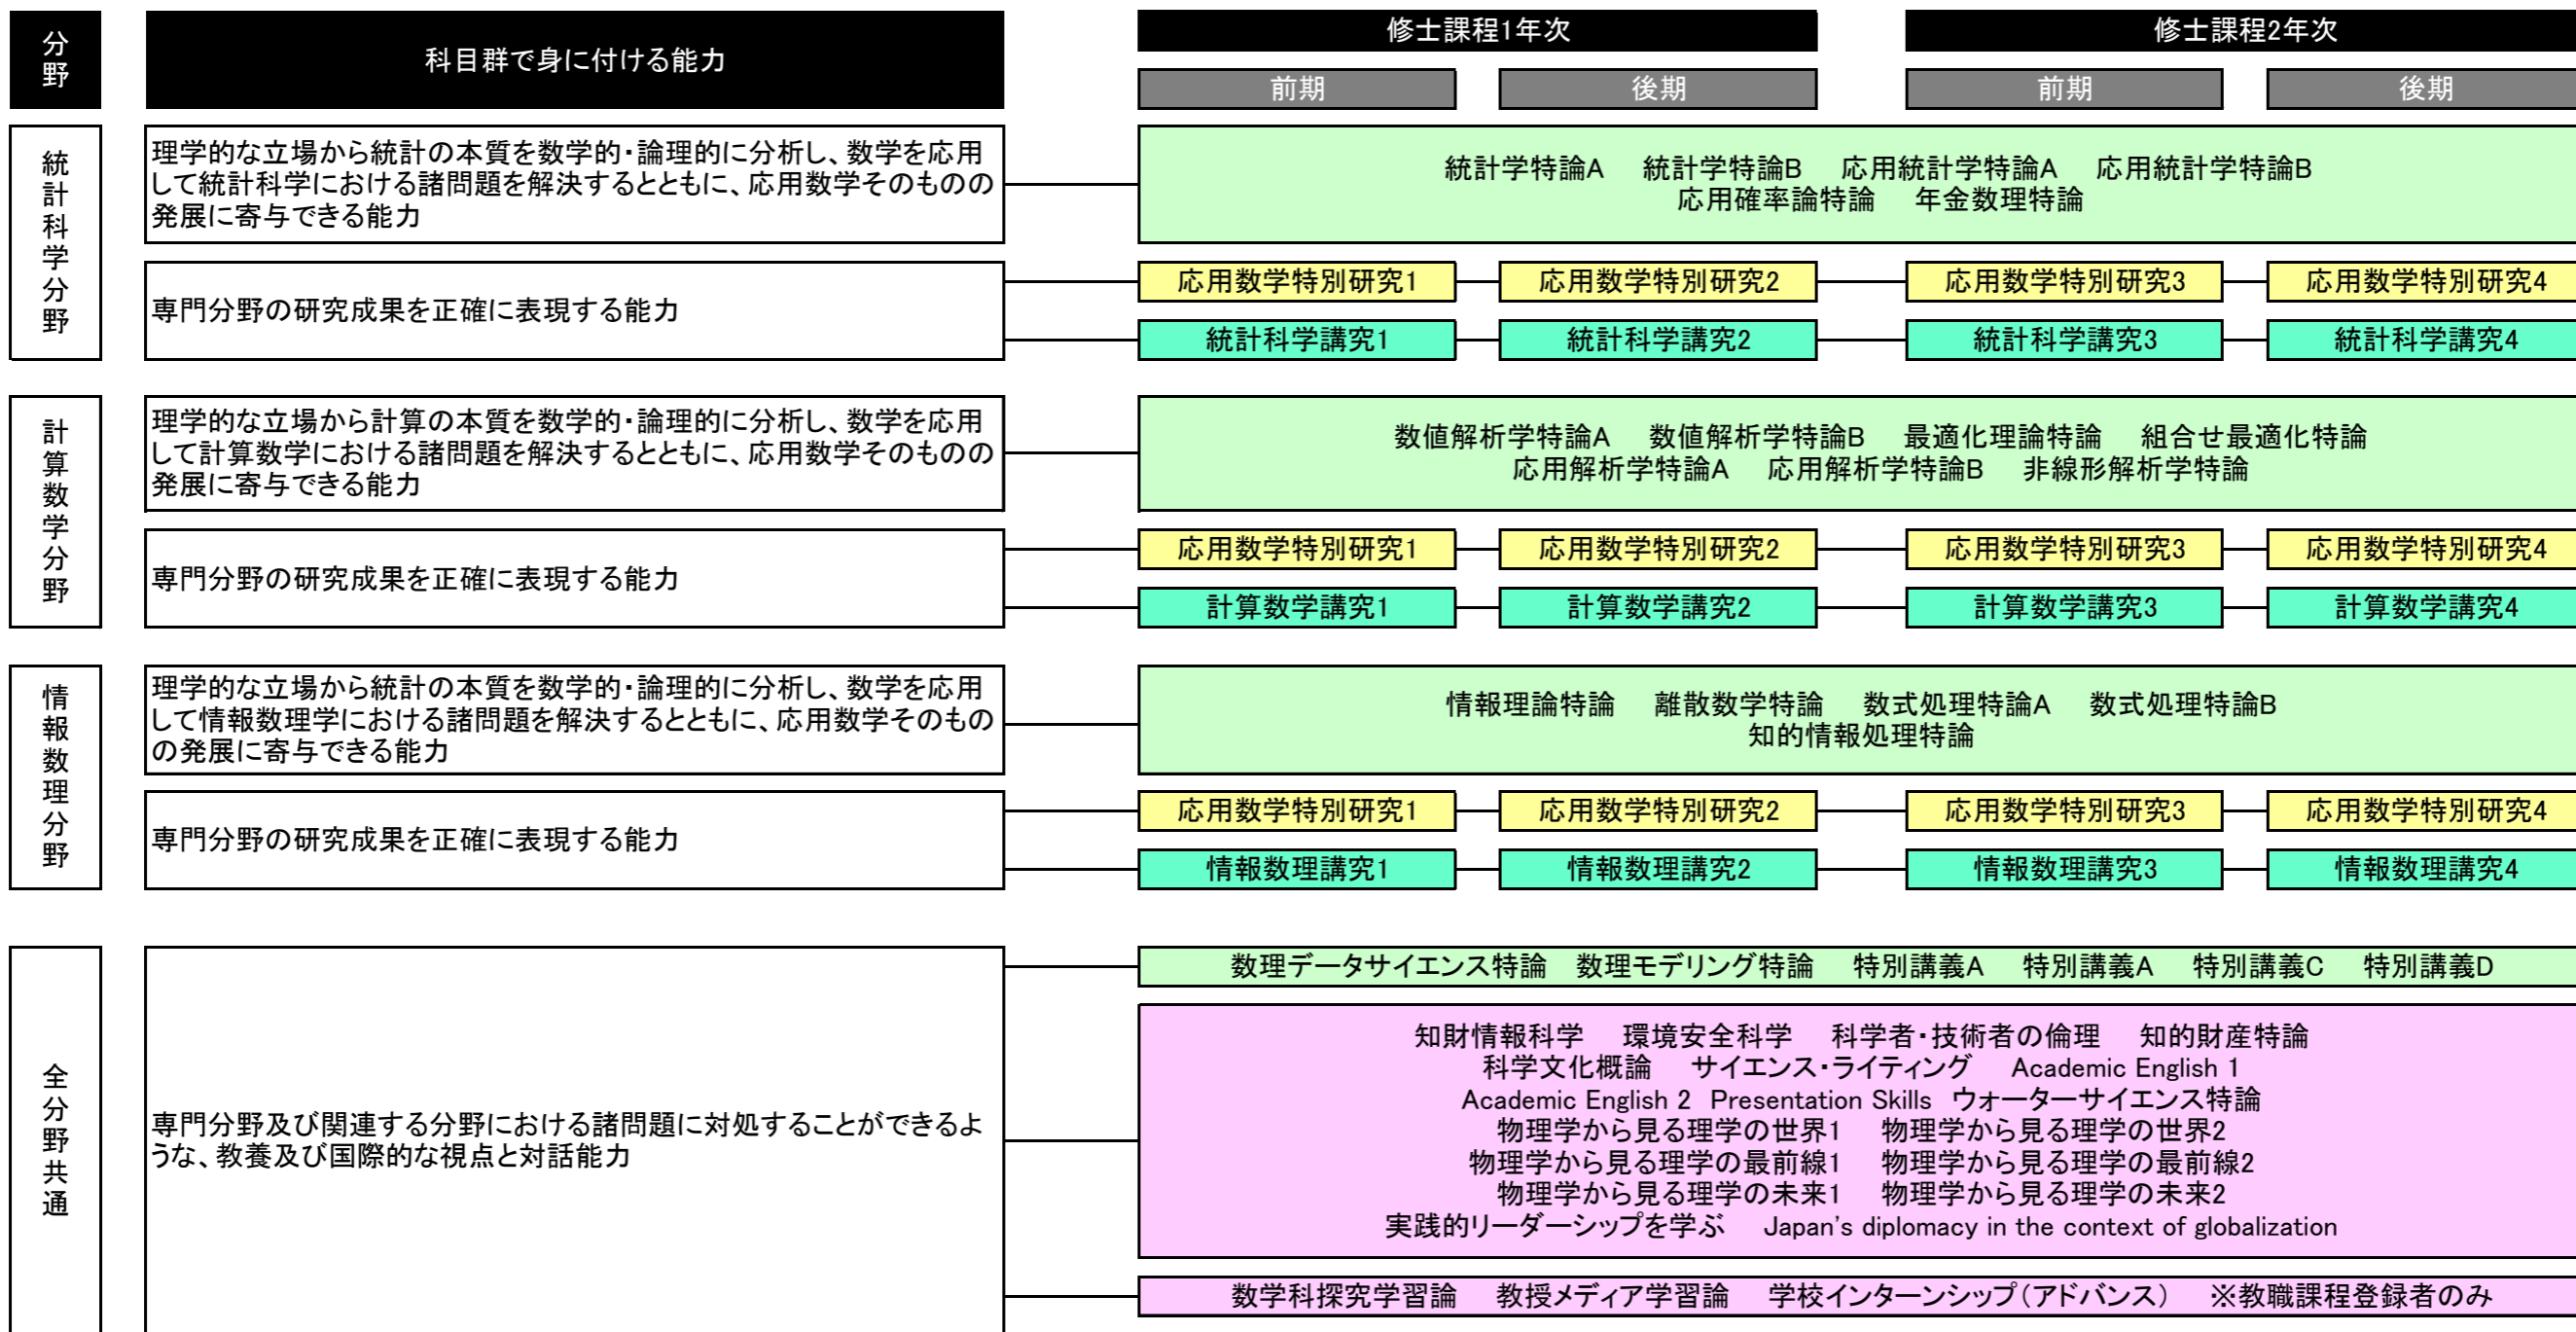 分野
科目群で身に付ける能力
修士課程1年次
修士課程2年次
前期
後期
前期
後期
統計科学分野
理学的な立場から統計の本質を数学的・論理的に分析し、数学を応用
して統計科学における諸問題を解決するとともに、応用数学そのものの
発展に寄与できる能力
統計学特論A 統計学特論B 応用統計学特論A 応用統計学特論B
応用確率論特論 年金数理特論
専門分野の研究成果を正確に表現する能力
応用数学特別研究1
応用数学特別研究2
応用数学特別研究3
応用数学特別研究4
統計科学講究1
統計科学講究2
統計科学講究3
統計科学講究4
計算数学分野
理学的な立場から計算の本質を数学的・論理的に分析し、数学を応用
して計算数学における諸問題を解決するとともに、応用数学そのものの
発展に寄与できる能力
数値解析学特論A 数値解析学特論B 最適化理論特論 組合せ最適化特論
応用解析学特論A 応用解析学特論B 非線形解析学特論
専門分野の研究成果を正確に表現する能力
応用数学特別研究1
応用数学特別研究2
応用数学特別研究3
応用数学特別研究4
計算数学講究1
計算数学講究2
計算数学講究3
計算数学講究4
情報数理分野
理学的な立場から統計の本質を数学的・論理的に分析し、数学を応用
して情報数理学における諸問題を解決するとともに、応用数学そのもの
の発展に寄与できる能力
情報理論特論 離散数学特論 数式処理特論A 数式処理特論B
知的情報処理特論
専門分野の研究成果を正確に表現する能力
応用数学特別研究1
応用数学特別研究2
応用数学特別研究3
応用数学特別研究4
情報数理講究1
情報数理講究2
情報数理講究3
情報数理講究4
全分野共通
専門分野及び関連する分野における諸問題に対処することができるよ
うな、教養及び国際的な視点と対話能力
数理データサイエンス特論 数理モデリング特論 特別講義A 特別講義A 特別講義C 特別講義D
知財情報科学 環境安全科学 科学者・技術者の倫理 知的財産特論
科学文化概論 サイエンス・ライティング Academic English 1
Academic English 2 Presentation Skills ウォーターサイエンス特論
物理学から見る理学の世界1 物理学から見る理学の世界2
物理学から見る理学の最前線1 物理学から見る理学の最前線2
物理学から見る理学の未来1 物理学から見る理学の未来2
実践的リーダーシップを学ぶ Japan's diplomacy in the context of globalization
数学科探究学習論 教授メディア学習論 学校インターンシップ（アドバンス） ※教職課程登録者のみ